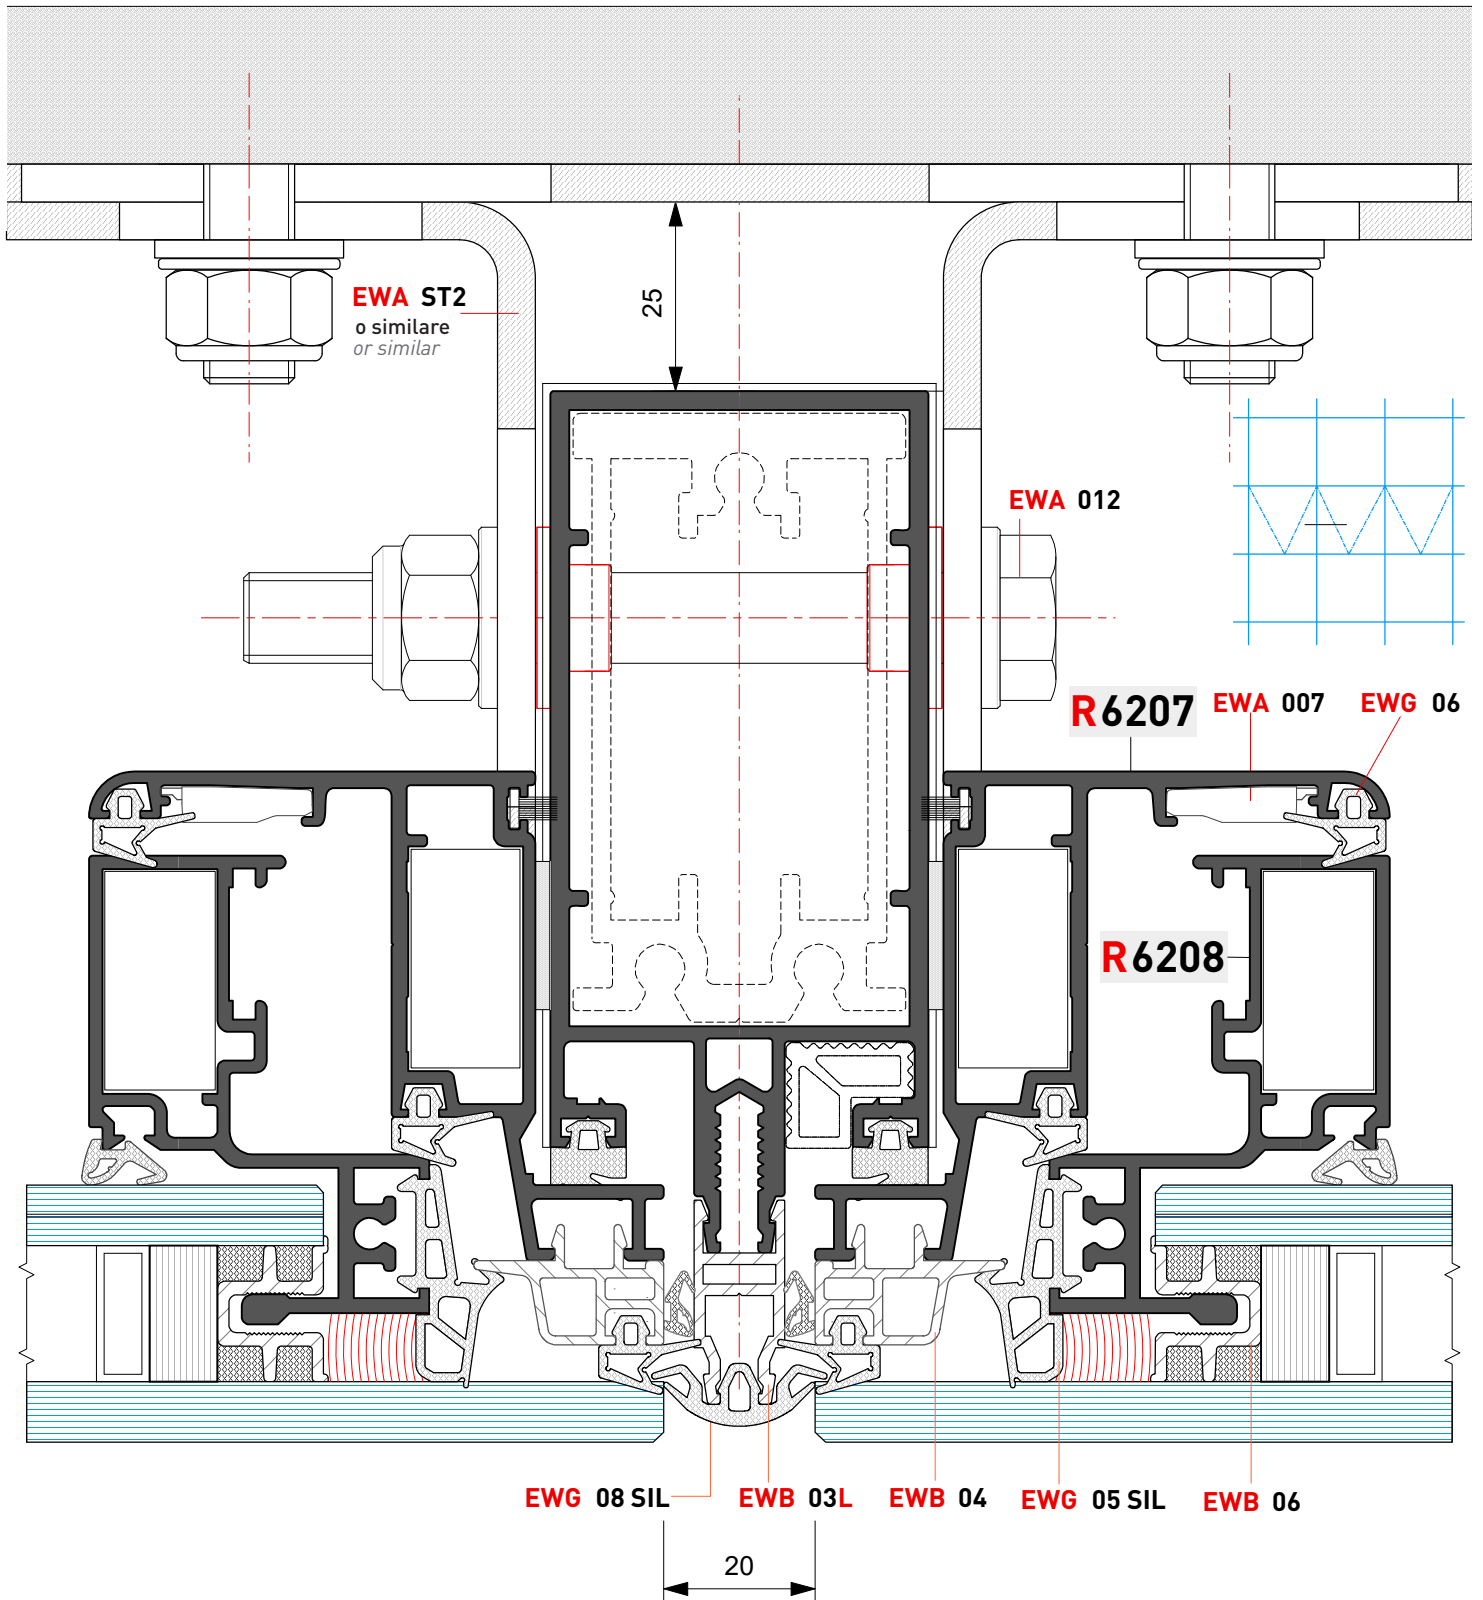 EWA ST2
o similare
or similar
25
EWA 012
R6207
EWA 007
EWG 06
R6208
EWG 08 SIL
EWB 03L
EWB 04
EWG 05 SIL
EWB 06
20